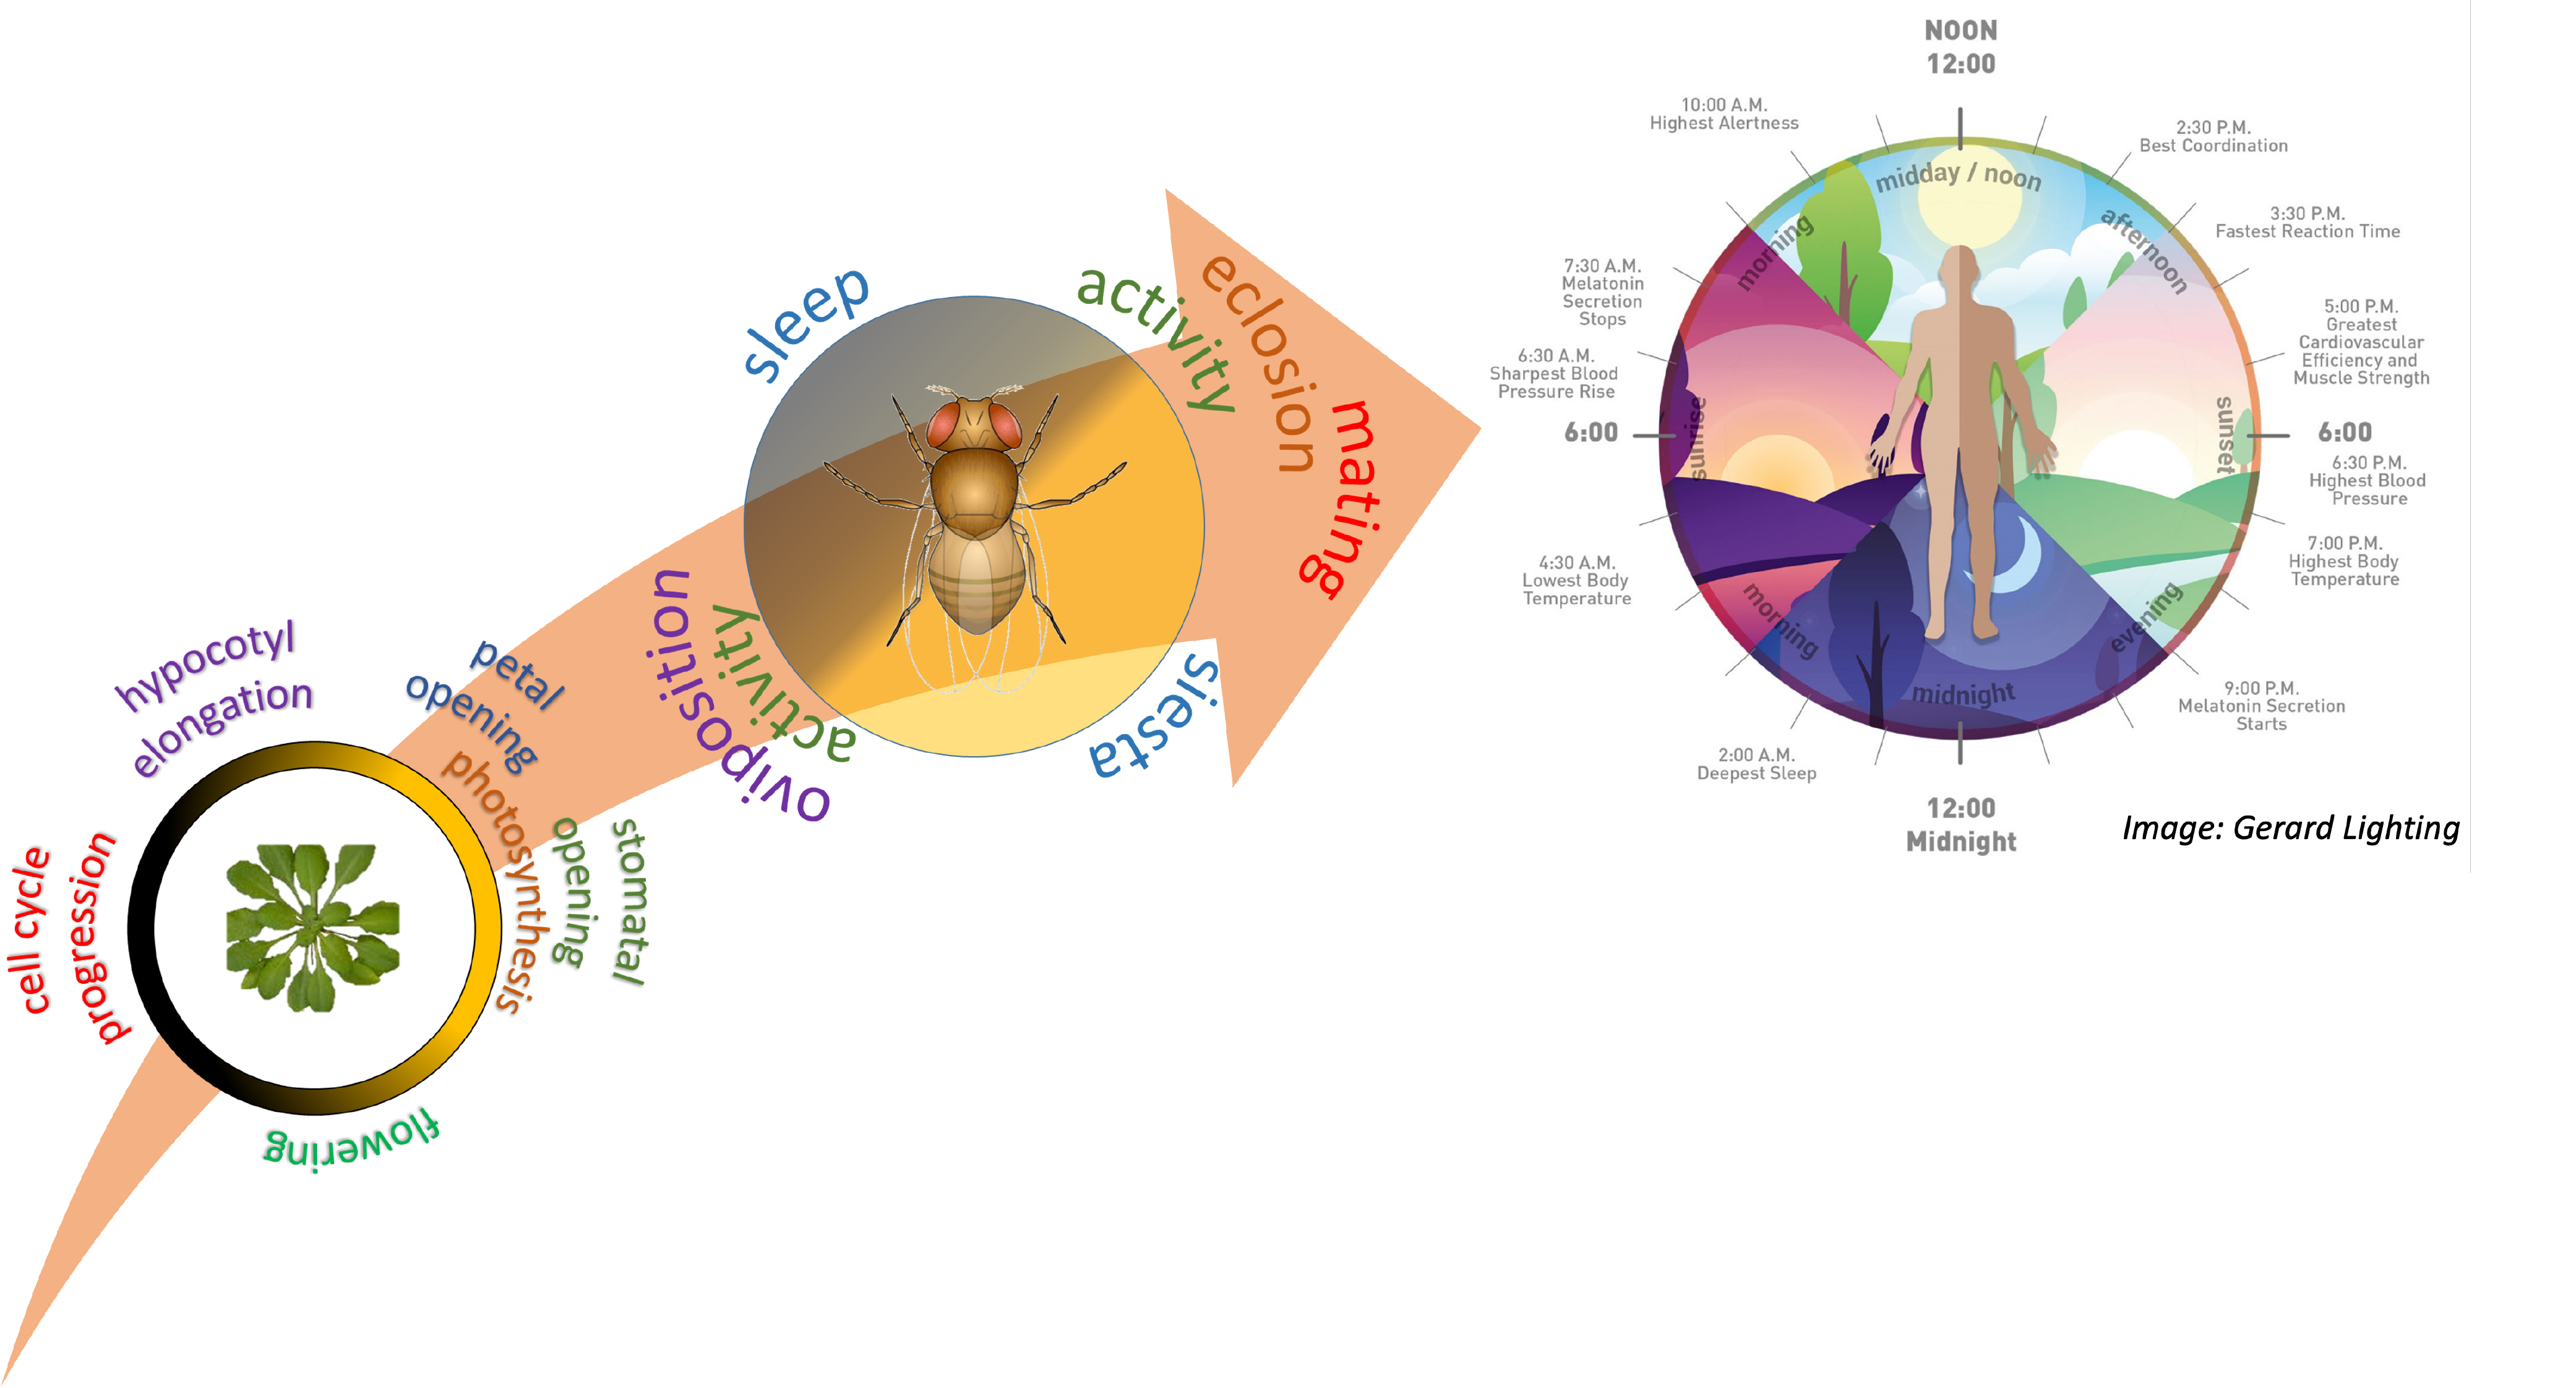 hypocotyl
elongation
petal
opening
photosynthesis
stomatal
opening
cell cycle
progression
flowering
sleep
activity
eclosion
mating
siesta
activity
oviposition
NOON
12:00
10:00 A.M.
Highest Alertness
2:30 P.M.
Best Coordination
3:30 P.M.
Fastest Reaction Time
7:30 A.M.
Melatonin
Secretion
Stops
5:00 P.M.
Greatest
Cardiovascular
Efficiency and
Muscle Strength
6:30 A.M.
Sharpest Blood
Pressure Rise
6:00
6:00
6:30 P.M.
Highest Blood
Pressure
4:30 A.M.
Lowest Body
Temperature
7:00 P.M.
Highest Body
Temperature
9:00 P.M.
Melatonin Secretion
Starts
2:00 A.M.
Deepest Sleep
12:00
Midnight
midday / noon
morning
afternoon
sunrise
sunset
morning
evening
midnight
Image: Gerard Lighting